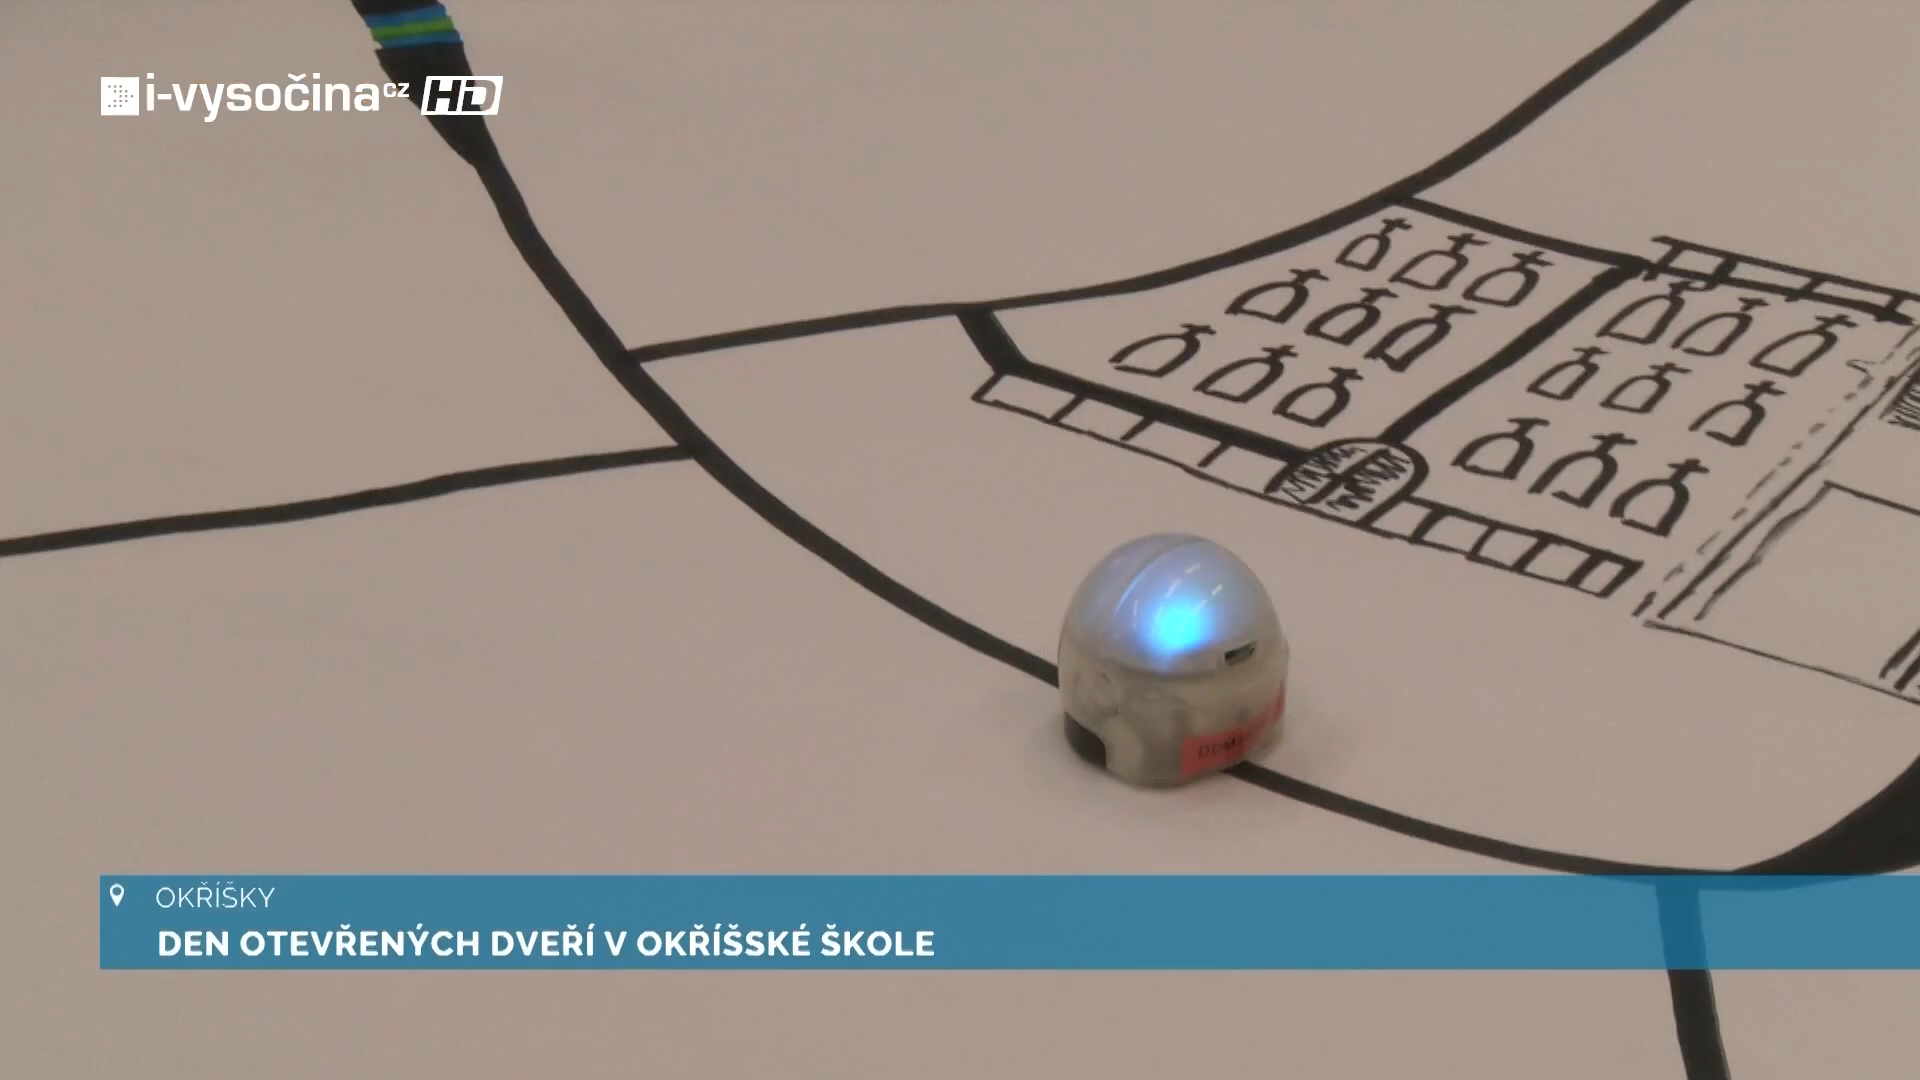 i-vysočina.cz HD
OKŘÍŠKY
DEN OTEVŘENÝCH DVEŘÍ V OKŘÍŠSKÉ ŠKOLE